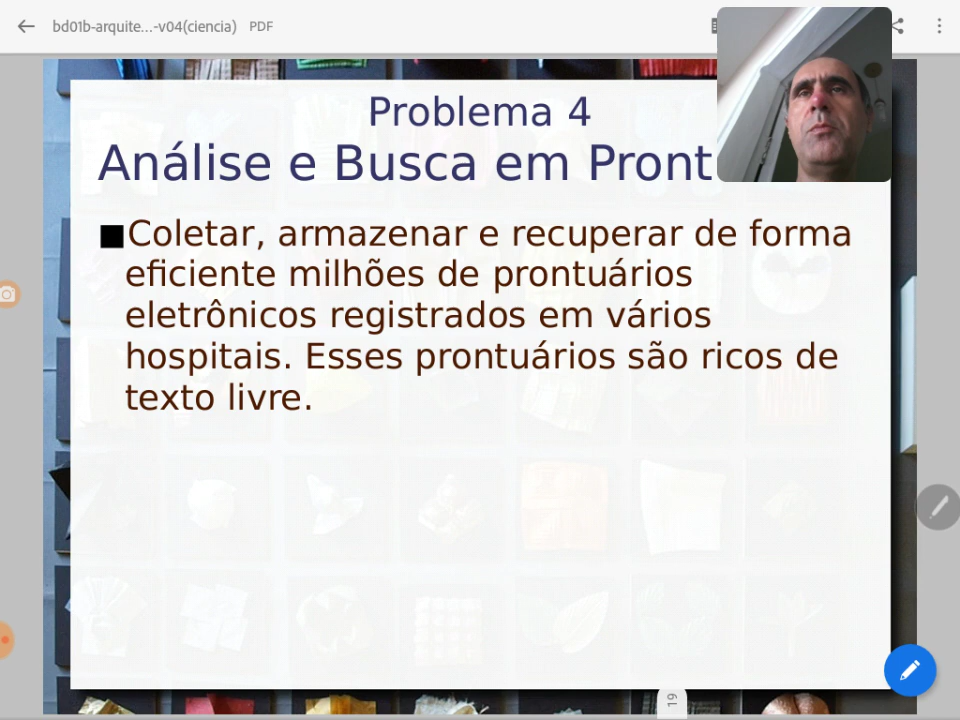 bd01b-arquite...-v04(ciencia) PDF
Problema 4
Análise e Busca em Pront
■Coletar, armazenar e recuperar de forma
eficiente milhões de prontuários
eletrônicos registrados em vários
hospitais. Esses prontuários são ricos de
texto livre.
19